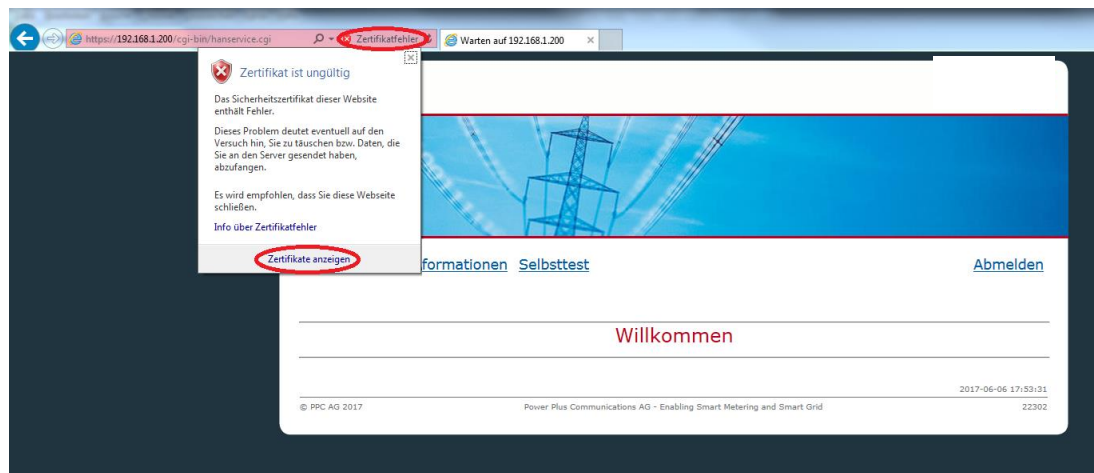 https://192.168.1.200/cgi-bin/hanservice.cgi
Zertifikatfehler
Warten auf 192.168.1.200
Zertifikat ist ungültig
Das Sicherheitszertifikat dieser Website
enthält Fehler.
Dieses Problem deutet eventuell auf den
Versuch hin, Sie zu täuschen bzw. Daten, die
Sie an den Server gesendet haben,
abzufangen.
Es wird empfohlen, dass Sie diese Webseite
schließen.
Info über Zertifikatfehler
Zertifikate anzeigen
formationen Selbsttest Abmelden
Willkommen
2017-06-06 17:53:31
© PPC AG 2017 Power Plus Communications AG - Enabling Smart Metering and Smart Grid 22302